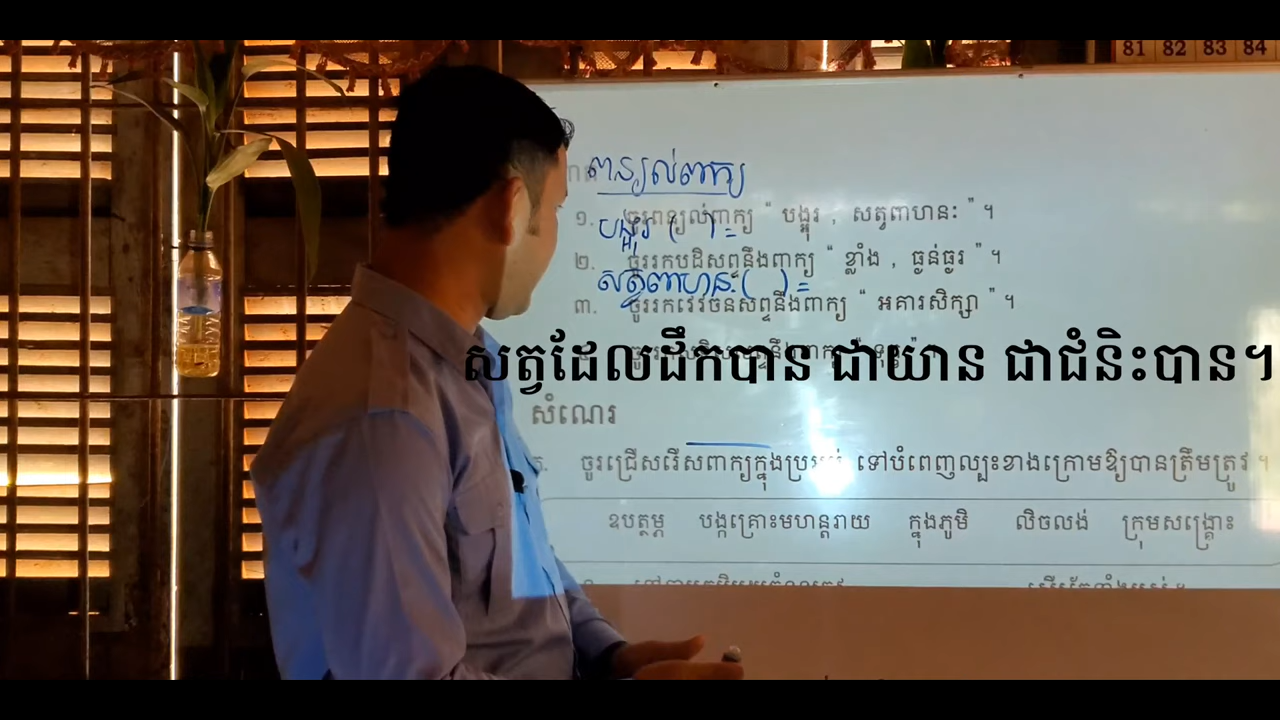 81 82 83 84
ពន្យល់ពាក្យ
១. ចូរពន្យល់ពាក្យ “ បង្អុរ , សត្វពាហនៈ ” ។
បង្អុរ ( ) =
២. ចូររកបដិសព្ទនឹងពាក្យ “ ខ្លាំង , ធ្ងន់ធ្ងរ ” ។
សត្វពាហនៈ ( ) =
៣. ចូររកវេវចនសព្ទនឹងពាក្យ “ អគារសិក្សា ” ។
សត្វដែលដឹកបាន ជាយាន ជាជំនិះបាន។
សំណេរ
ចូរជ្រើសរើសពាក្យក្នុងប្រអប់ ទៅបំពេញល្បះខាងក្រោមឱ្យបានត្រឹមត្រូវ ។
ឧបត្ថម្ភ បង្កគ្រោះមហន្តរាយ ក្នុងភូមិ លិចលង់ ក្រុមសង្គ្រោះ